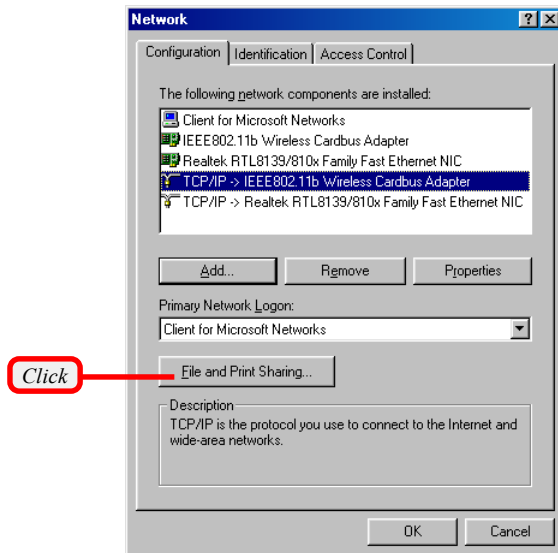 Network
Configuration Identification Access Control
The following network components are installed:
Client for Microsoft Networks
IEEE802.11b Wireless Cardbus Adapter
Realtek RTL8139/810x Family Fast Ethernet NIC
TCP/IP -> IEEE802.11b Wireless Cardbus Adapter
TCP/IP -> Realtek RTL8139/810x Family Fast Ethernet NIC
Add... Remove Properties
Primary Network Logon:
Client for Microsoft Networks
Click
File and Print Sharing...
Description
TCP/IP is the protocol you use to connect to the Internet and
wide-area networks.
OK Cancel